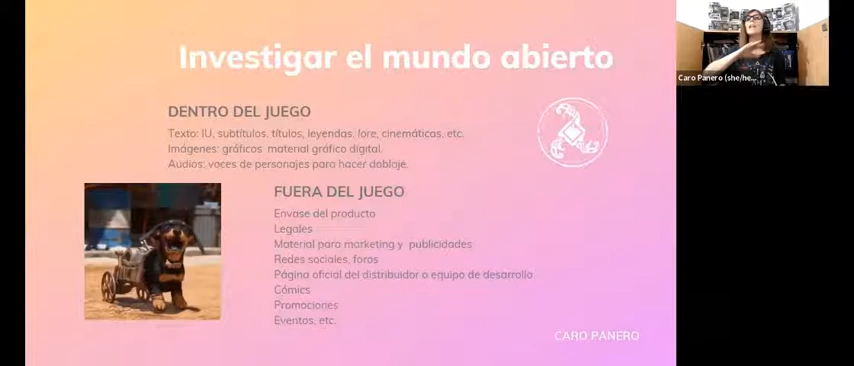 Investigar el mundo abierto
DENTRO DEL JUEGO
Texto: IU, subtítulos, títulos, leyendas, lore, cinemáticas, etc.
Imágenes: gráficos material gráfico digital.
Audios: voces de personajes para hacer doblaje.
FUERA DEL JUEGO
Envase del producto
Legales
Material para marketing y publicidades
Redes sociales, foros
Página oficial del distribuidor o equipo de desarrollo
Cómics
Promociones
Eventos, etc.
CARO PANERO
Caro Panero (she/he...